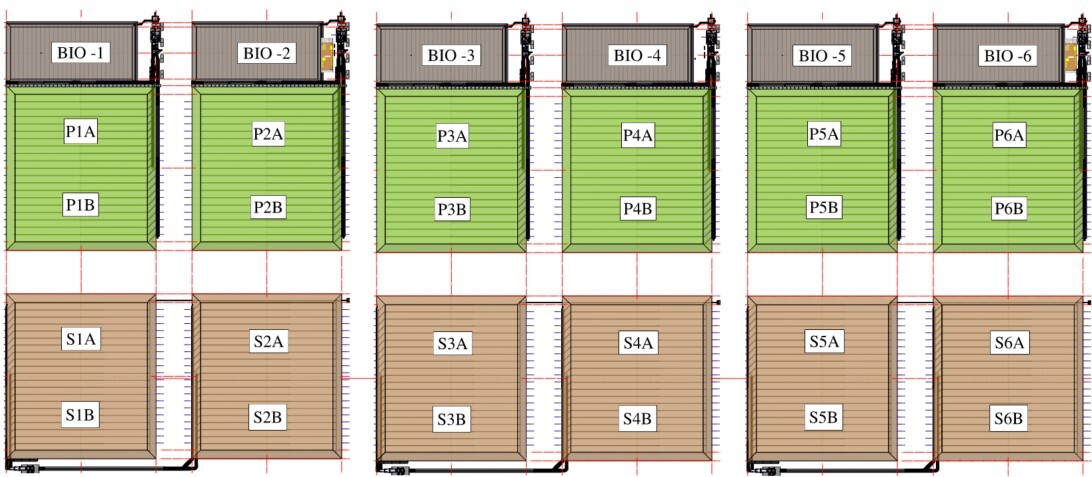 BIO -1
BIO -2
BIO -3
BIO -4
BIO -5
BIO -6
P1A
P2A
P3A
P4A
P5A
P6A
P1B
P2B
P3B
P4B
P5B
P6B
S1A
S2A
S3A
S4A
S5A
S6A
S1B
S2B
S3B
S4B
S5B
S6B